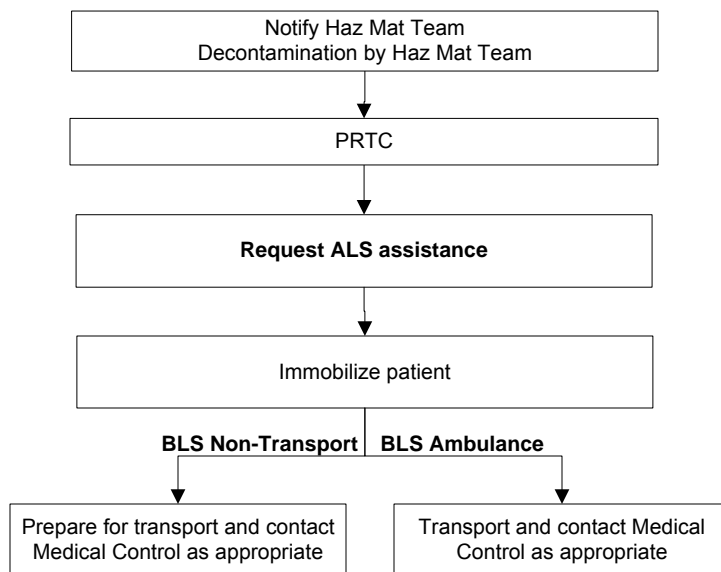 Notify Haz Mat Team
Decontamination by Haz Mat Team
PRTC
Request ALS assistance
Immobilize patient
BLS Non-Transport
BLS Ambulance
Prepare for transport and contact
Medical Control as appropriate
Transport and contact Medical
Control as appropriate